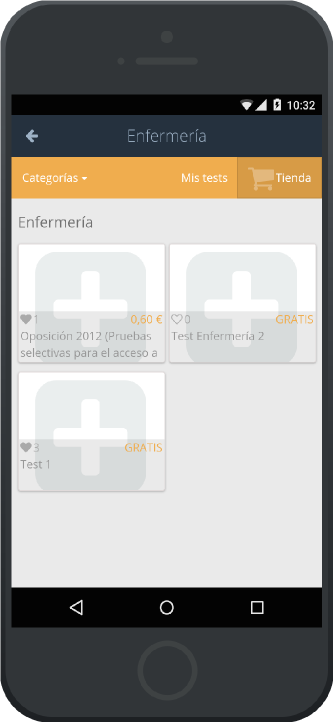 10:32
Enfermería
Categorías
Mis tests
Tienda
Enfermería
1
0,60 €
Oposición 2012 (Pruebas
selectivas para el acceso a
0
GRATIS
Test Enfermería 2
3
GRATIS
Test 1